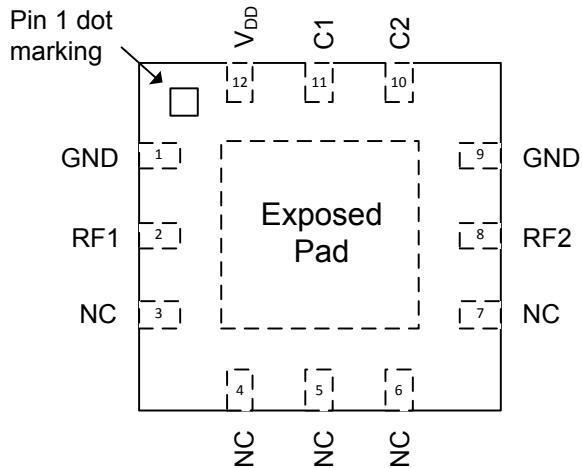 Pin 1 dot
marking
VDD
C1
C2
12
11
10
GND
1
9
GND
RF1
2
Exposed
Pad
8
RF2
NC
3
7
NC
4
5
6
NC
NC
NC